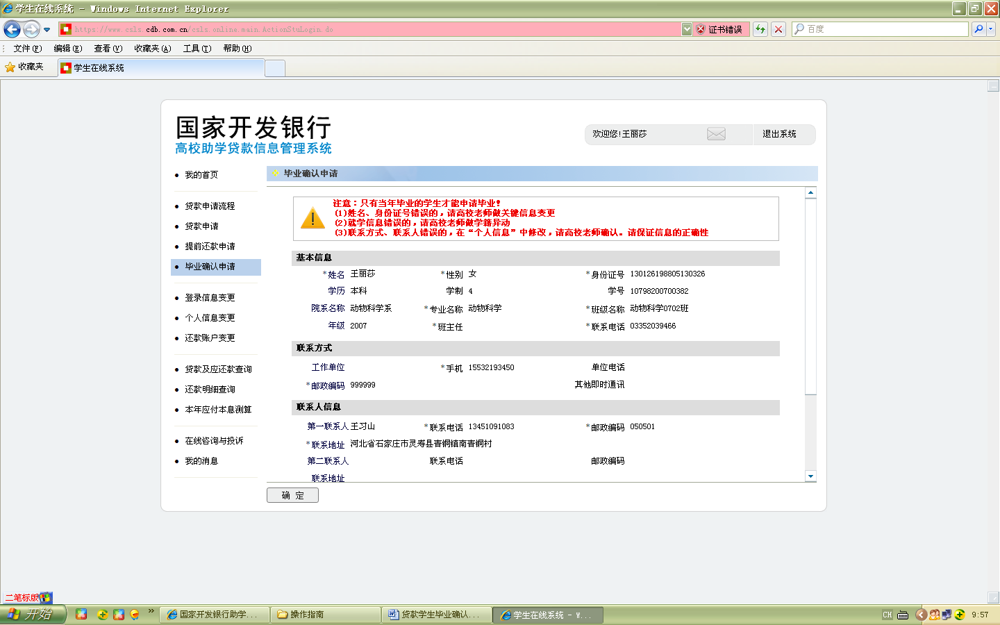 学生在线系统 - Windows Internet Explorer
https://www.csls.cdb.com.cn/csls.online.main.ActionStuLogin.do
证书错误
百度
文件(F) 编辑(E) 查看(V) 收藏夹(A) 工具(T) 帮助(H)
收藏夹
学生在线系统
国家开发银行
高校助学贷款信息管理系统
欢迎您!王丽莎
退出系统
我的首页
贷款申请流程
贷款申请
提前还款申请
毕业确认申请
登录信息变更
个人信息变更
还款账户变更
贷款及应还款查询
还款明细查询
本年应付本息测算
在线咨询与投诉
我的消息
毕业确认申请
注意：只有当年毕业的学生才能申请毕业!
(1)姓名、身份证号错误的，请高校老师做关键信息变更
(2)就学信息错误的，请高校老师做学籍异动
(3)联系方式、联系人错误的，在“个人信息”中修改，请高校老师确认。请保证信息的正确性
基本信息
*姓名 王丽莎 *性别 女 *身份证号 130126198805130326
学历 本科 学制 4 学号 10798200700382
院系名称 动物科学系 *专业名称 动物科学 *班级名称 动物科学0702班
年级 2007 *班主任 *联系电话 03352039466
联系方式
工作单位 *手机 15532193450 单位电话
*邮政编码 999999 其他即时通讯
联系人信息
第一联系人 王习山 *联系电话 13451091083 *邮政编码 050501
*联系地址 河北省石家庄市灵寿县青铜镇南青铜村
第二联系人 联系电话 邮政编码
联系地址
确 定
二笔标版
开始
国家开发银行助学...
操作指南
贷款学生毕业确认...
学生在线系统 - W...
CH
9:57